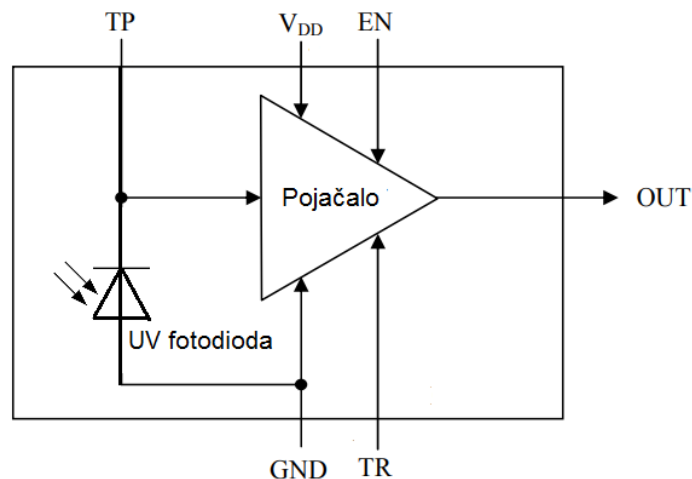 TP
VDD
EN
Pojačalo
OUT
UV fotodioda
GND
TR